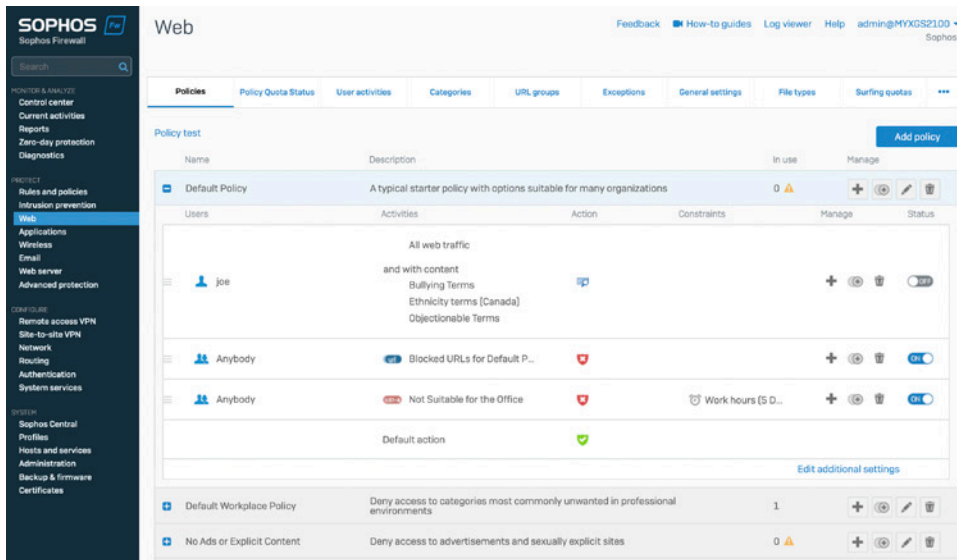 SOPHOS Fw
Sophos Firewall
Search
MONITOR & ANALYZE
Control center
Current activities
Reports
Zero-day protection
Diagnostics
PROTECT
Rules and policies
Intrusion prevention
Web
Applications
Wireless
Email
Web server
Advanced protection
CONFIGURE
Remote access VPN
Site-to-site VPN
Network
Routing
Authentication
System services
SYSTEM
Sophos Central
Profiles
Hosts and services
Administration
Backup & firmware
Certificates
Web
Feedback How-to guides Log viewer Help admin@MYXGS2100
Sophos
Policies Policy Quota Status User activities Categories URL groups Exceptions General settings File types Surfing quotas
Policy test
Add policy
Name Description In use Manage
Default Policy A typical starter policy with options suitable for many organizations 0
Users Activities Action Constraints Manage Status
All web traffic
and with content
joe Bullying Terms OFF
Ethnicity terms (Canada)
Objectionable Terms
Anybody Blocked URLs for Default P... ON
Anybody Not Suitable for the Office Work hours (5 D... ON
Default action
Edit additional settings
Default Workplace Policy Deny access to categories most commonly unwanted in professional 1
environments
No Ads or Explicit Content Deny access to advertisements and sexually explicit sites 0